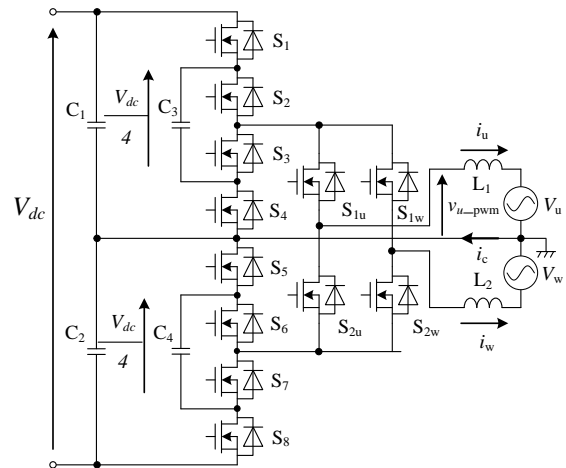 S1
S2
C1
Vdc
4
C3
S3
S4
Vdc
S1u
S1w
iu
L1
vu_pwm
Vu
ic
S5
L2
Vw
C2
Vdc
4
C4
S6
S2u
S2w
iw
S7
S8